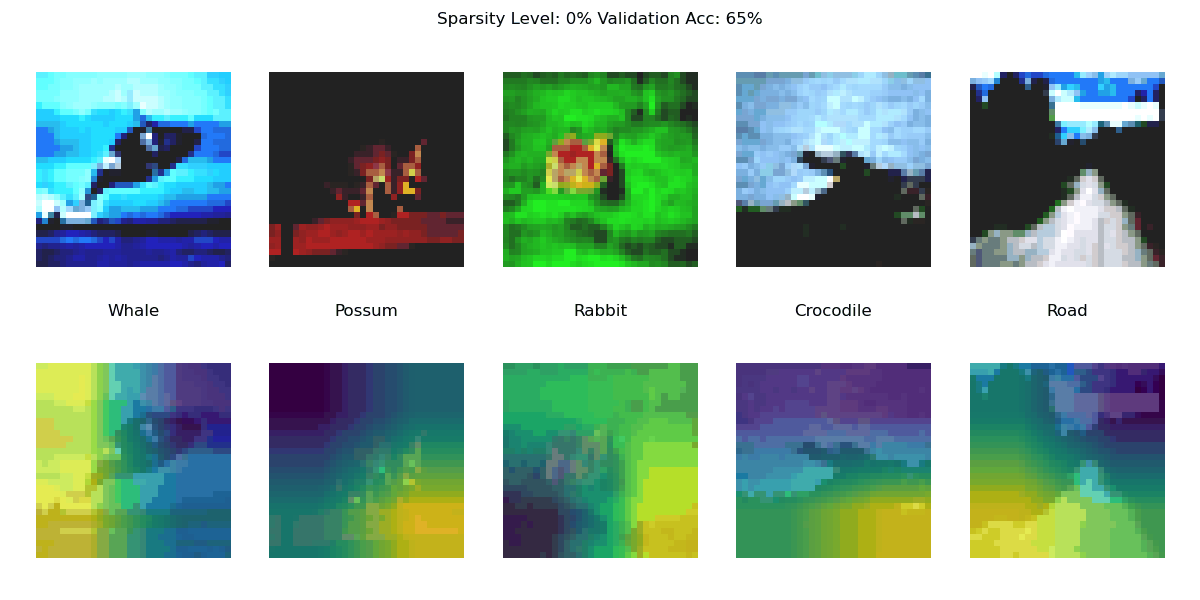 Sparsity Level: 0% Validation Acc: 65%
Whale
Possum
Rabbit
Crocodile
Road